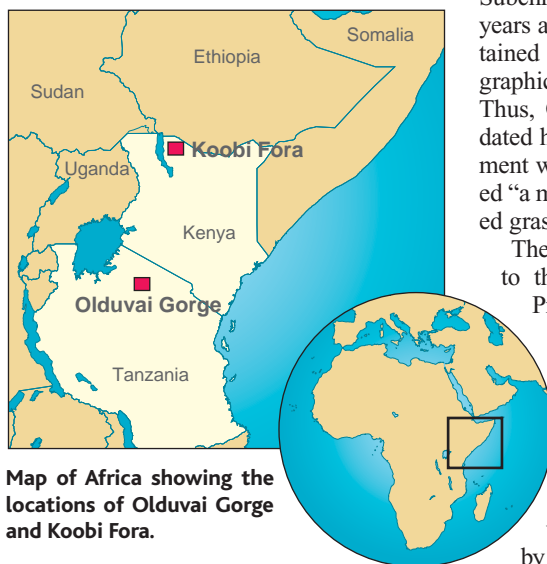 Somalia
Ethiopia
Sudan
Koobi Fora
Uganda
Kenya
Olduvai Gorge
Tanzania
Map of Africa showing the
locations of Olduvai Gorge
and Koobi Fora.
years a
tained
graphic
Thus,
dated h
ment w
ed “a n
ed gras
The
to th
by